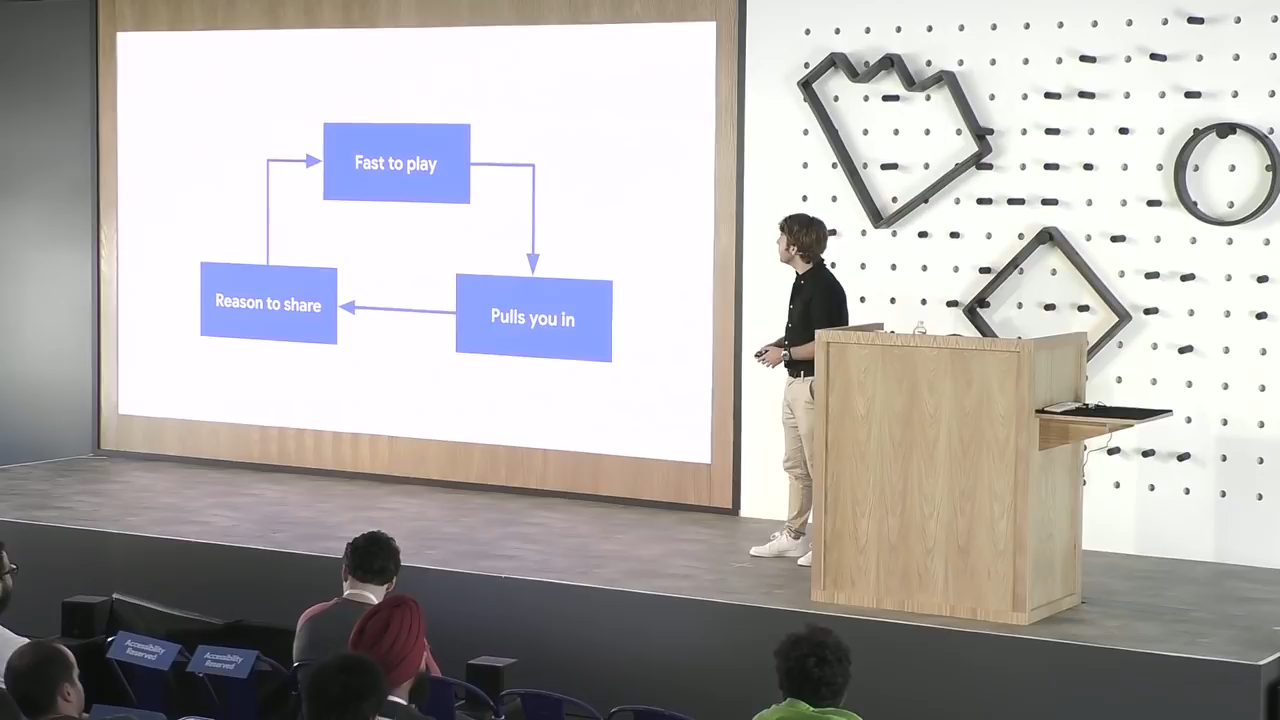 Fast to play
Reason to share
Pulls you in
Accessibility
Reserved
Accessibility
Reserved